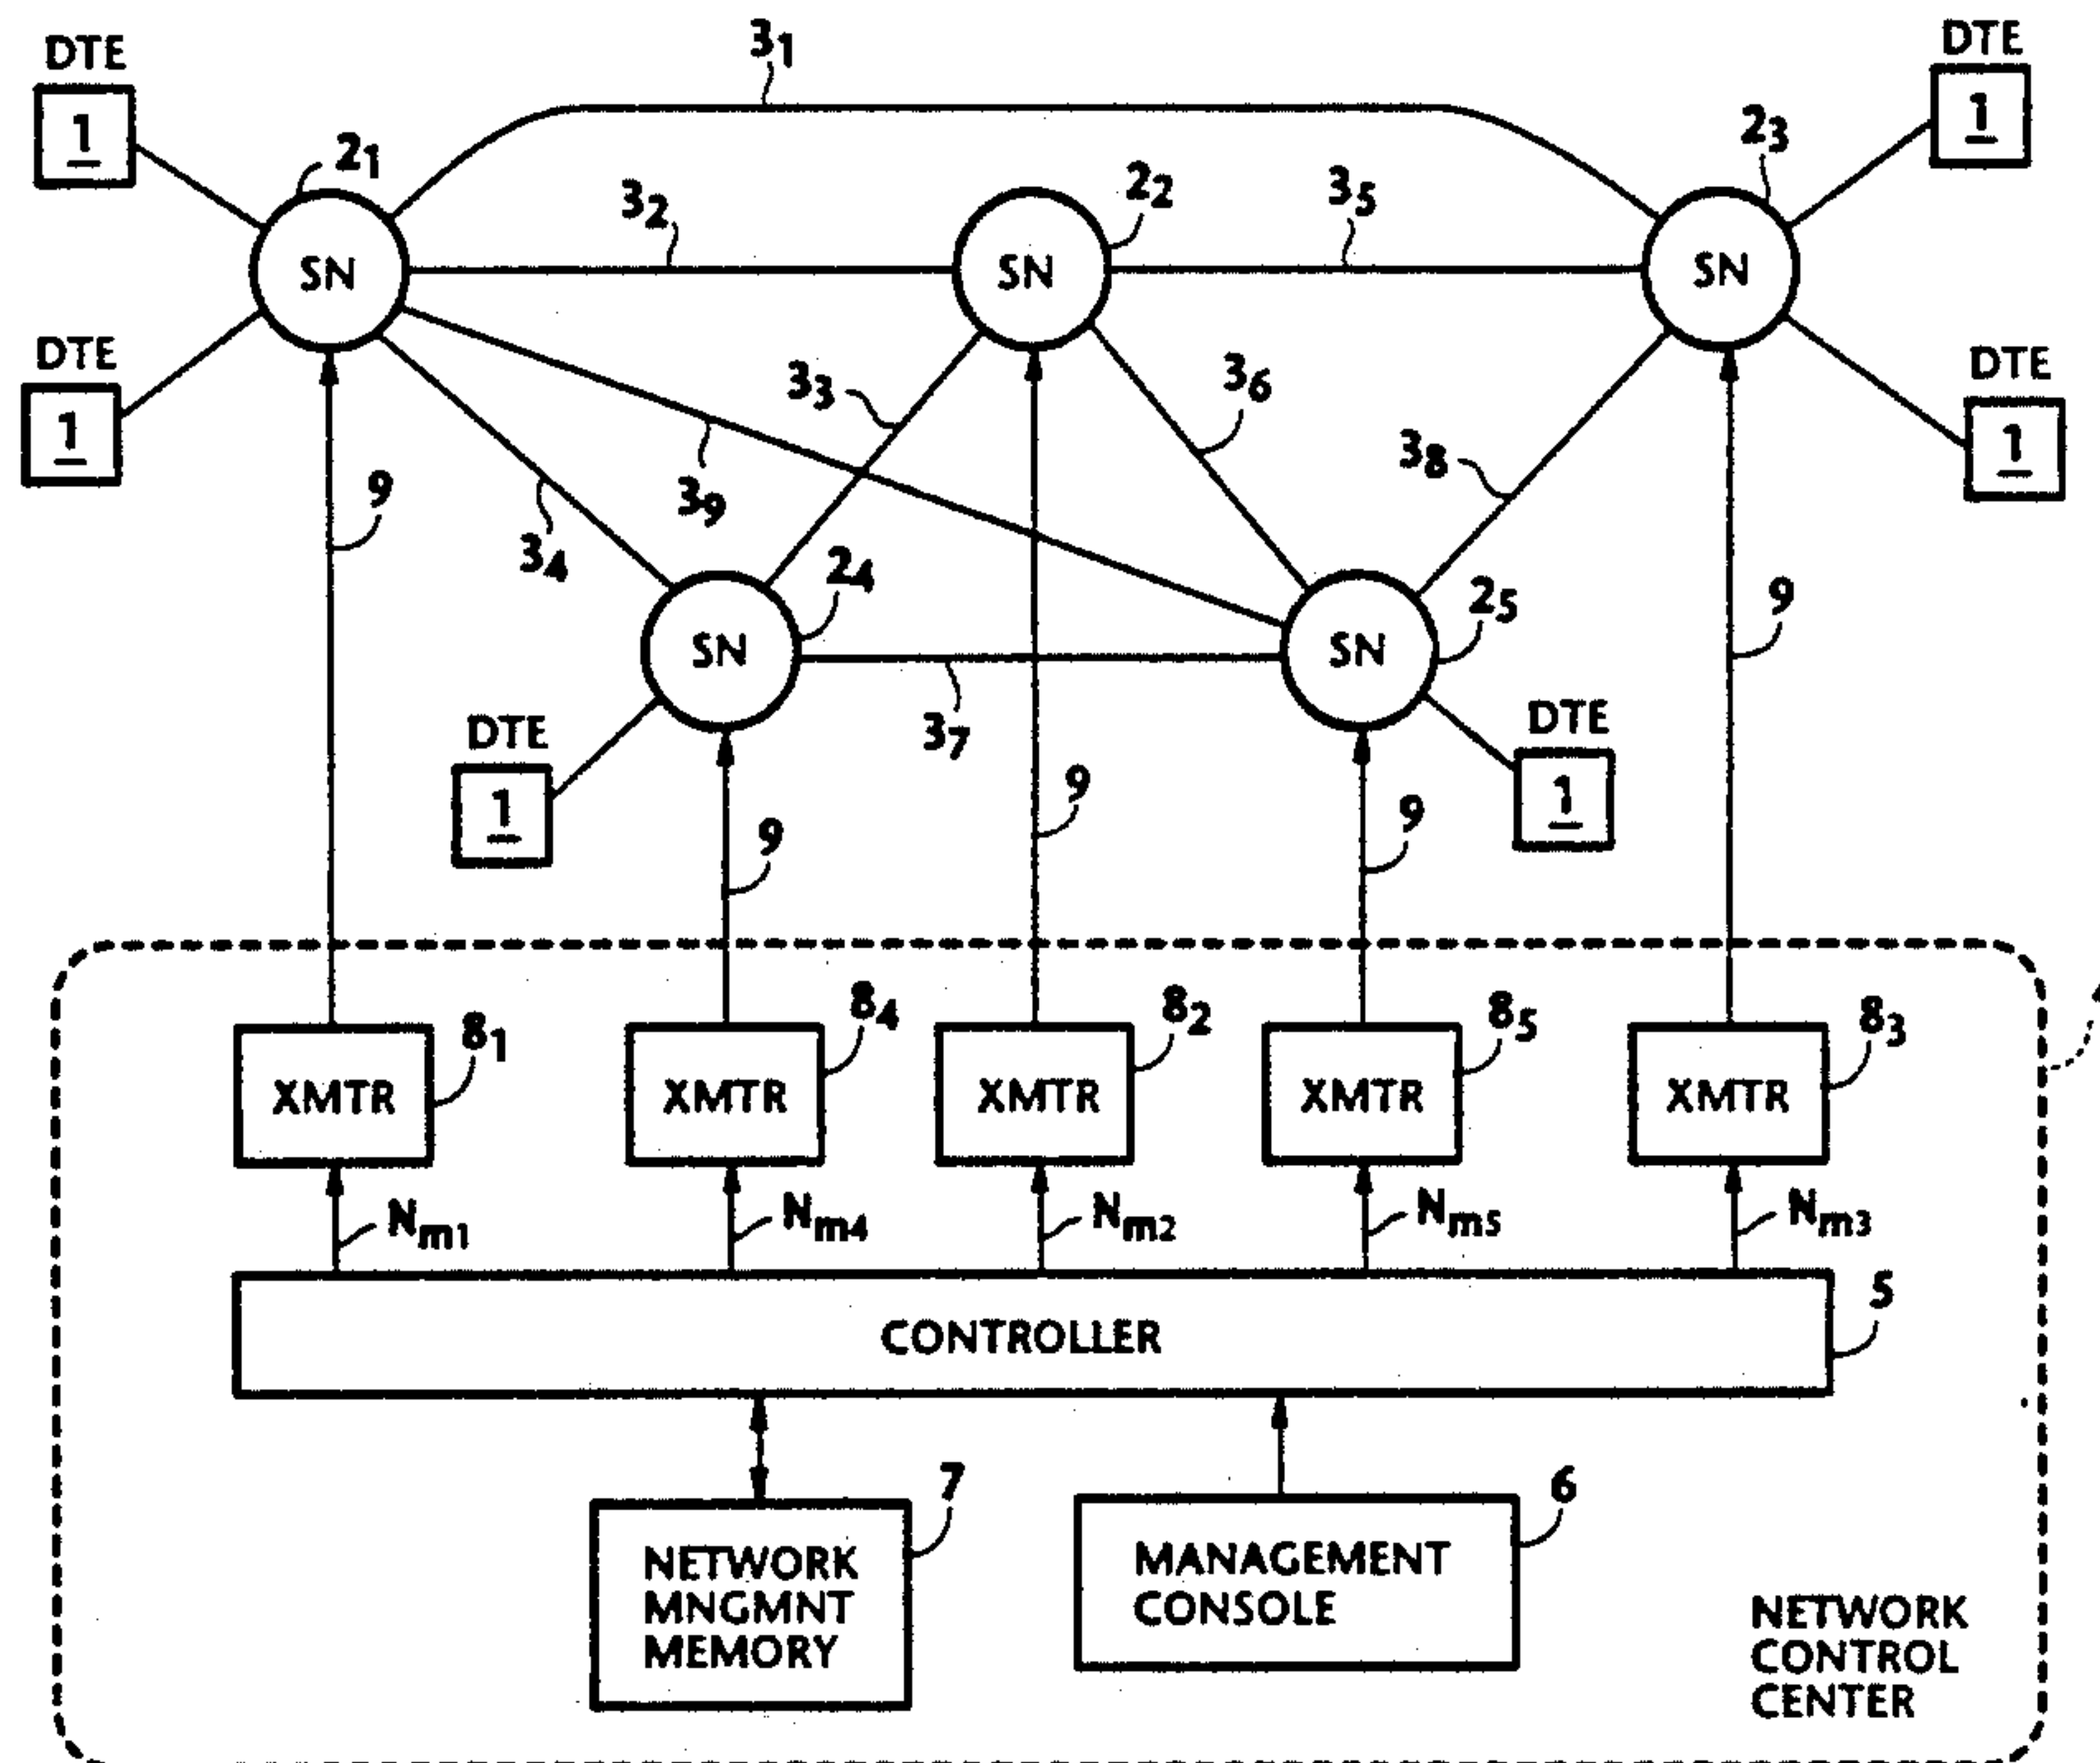 DTE
1
3₁
DTE
1
2₁
2₃
3₂
2₂
3₅
SN
SN
SN
DTE
1
DTE
1
3₃
3₆
3₈
9
3₉
3₄
2₄
2₅
9
SN
SN
3₇
DTE
1
DTE
1
9
9
9
8₁
8₄
8₂
8₅
8₃
XMTR
XMTR
XMTR
XMTR
XMTR
Nm1
Nm4
Nm2
Nm5
Nm3
5
CONTROLLER
7
6
NETWORK
MNGMNT
MEMORY
MANAGEMENT
CONSOLE
NETWORK
CONTROL
CENTER